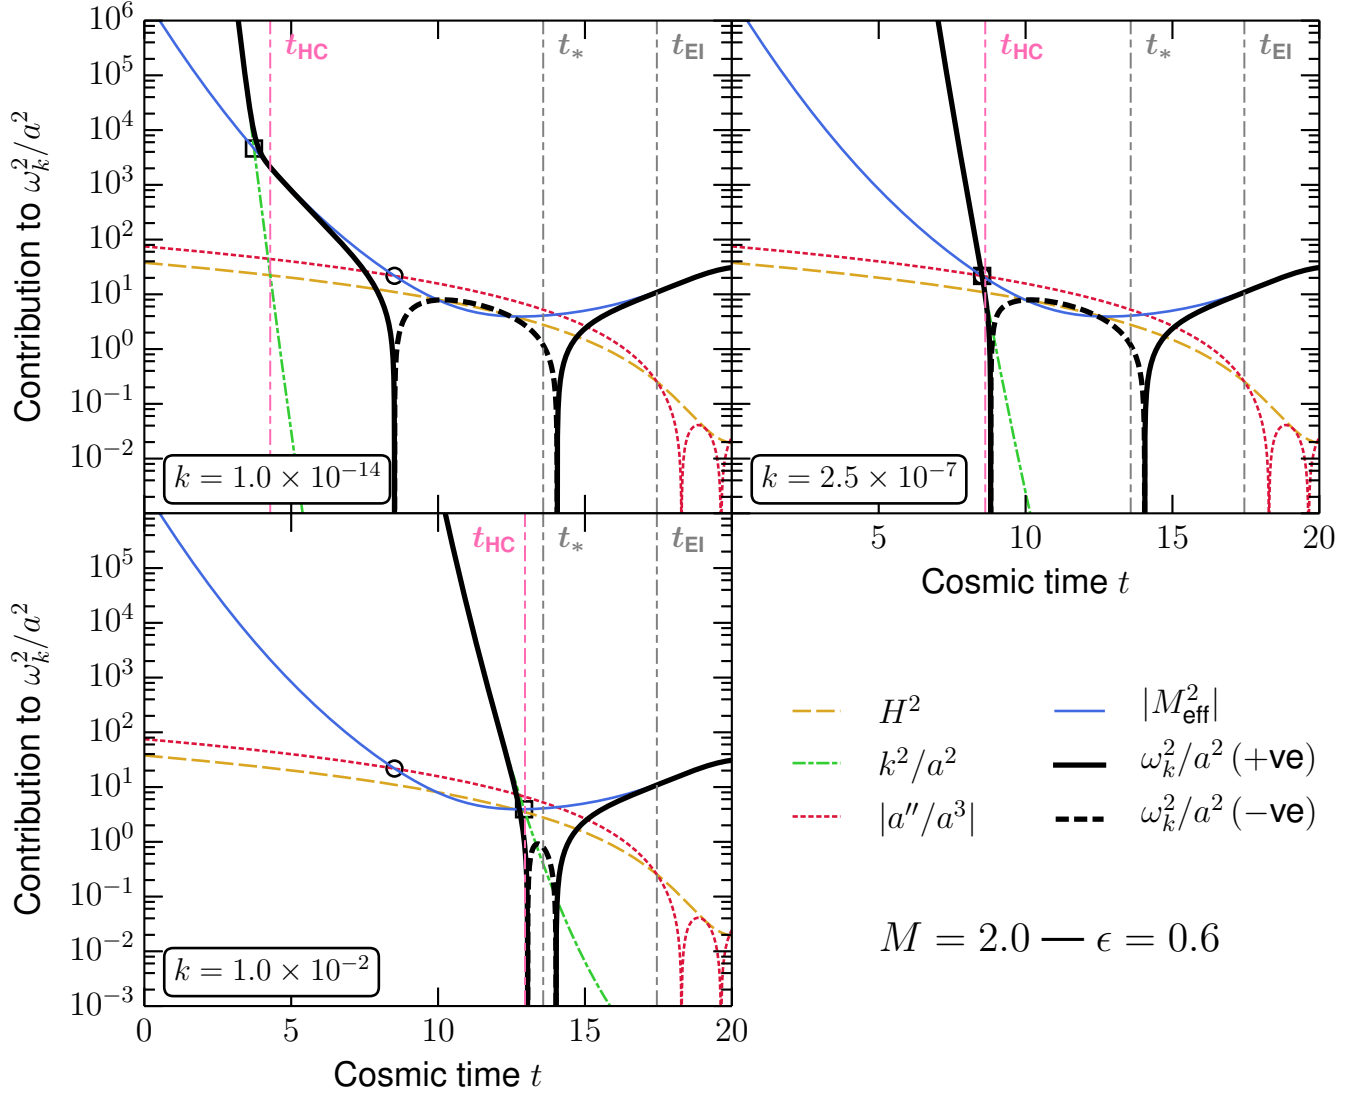 10^6
10^5
10^4
10^3
10^2
10^1
10^0
10^{-1}
10^{-2}
Contribution to ω_k^2/a^2
t_HC
t_*
t_EI
k = 1.0 × 10^{-14}
t_HC
t_*
t_EI
k = 2.5 × 10^{-7}
5
10
15
20
Cosmic time t
10^5
10^4
10^3
10^2
10^1
10^0
10^{-1}
10^{-2}
10^{-3}
Contribution to ω_k^2/a^2
t_HC
t_*
t_EI
k = 1.0 × 10^{-2}
0
5
10
15
20
Cosmic time t
H^2
k^2/a^2
|a''/a^3|
|M_eff^2|
ω_k^2/a^2 (+ve)
ω_k^2/a^2 (−ve)
M = 2.0 — ϵ = 0.6